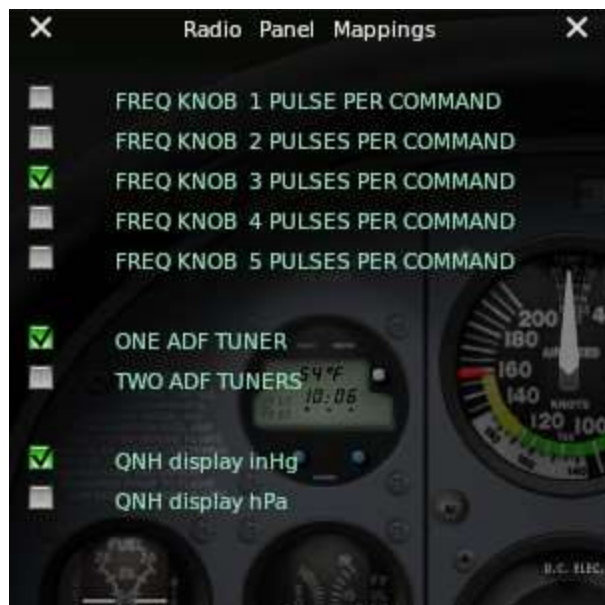 Radio Panel Mappings
FREQ KNOB 1 PULSE PER COMMAND
FREQ KNOB 2 PULSES PER COMMAND
FREQ KNOB 3 PULSES PER COMMAND
FREQ KNOB 4 PULSES PER COMMAND
FREQ KNOB 5 PULSES PER COMMAND
ONE ADF TUNER
TWO ADF TUNERS
54°F
10:06
QNH display inHg
QNH display hPa
200
180
160
140
120 100
KNOTS
FUEL
D.C. ELEC.